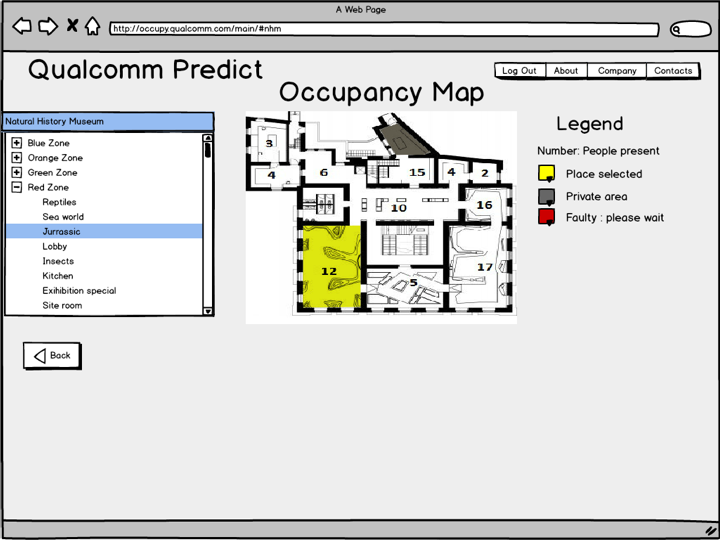 A Web Page
http://occupy.qualcomm.com/main/#nhm
Qualcomm Predict
Log Out About Company Contacts
Occupancy Map
Natural History Museum
Blue Zone
Orange Zone
Green Zone
Red Zone
Reptiles
Sea world
Jurrassic
Lobby
Insects
Kitchen
Exihibition special
Site room
3
4
6
15
4
2
10
16
12
17
5
Legend
Number: People present
Place selected
Private area
Faulty : please wait
Back